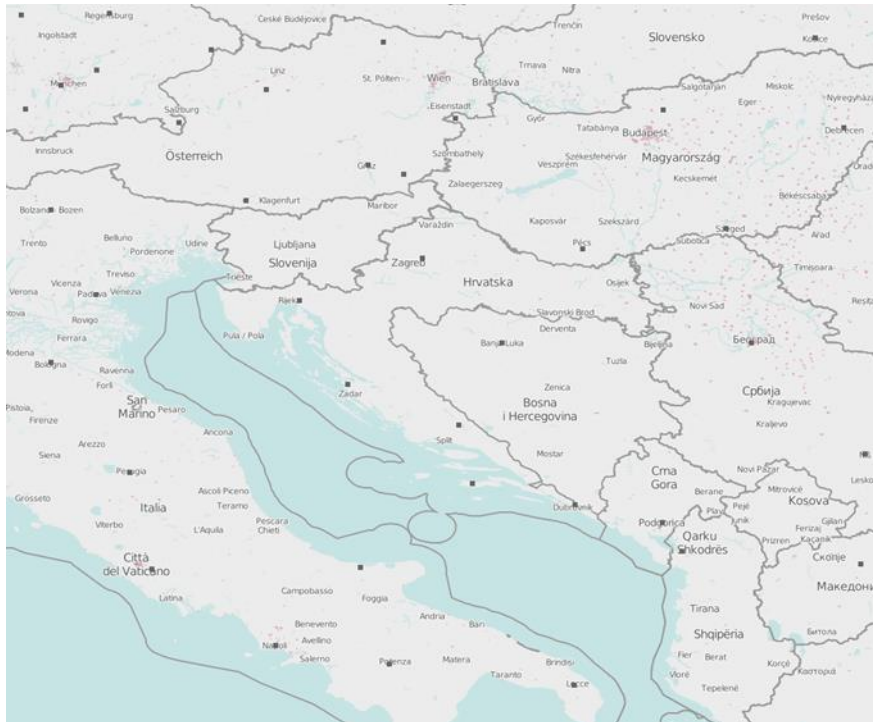 České Budějovice
Regensburg
Ingolstadt
Trenčín
Slovensko
Prešov
Košice
Linz
St. Pölten
Wien
Bratislava
Trnava
Nitra
München
Salgótarján
Miskolc
Eger
Nyíregyháza
Salzburg
Eisenstadt
Győr
Tatabánya
Budapest
Debrecen
Innsbruck
Österreich
Szombathely
Székesfehérvár
Veszprém
Magyarország
Graz
Kecskemét
Zalaegerszeg
Klagenfurt
Maribor
Békéscsaba
Bolzano - Bozen
Varaždin
Kaposvár
Szekszárd
Pécs
Szeged
Subotica
Arad
Trento
Belluno
Udine
Pordenone
Ljubljana
Slovenija
Zagreb
Hrvatska
Osijek
Timișoara
Treviso
Vicenza
Verona
Padova
Venezia
Trieste
Rijeka
Novi Sad
Rovigo
Slavonski Brod
Derventa
Ferrara
Pula / Pola
Banja Luka
Bijeljina
Београд
Modena
Bologna
Ravenna
Forlì
Tuzla
Zenica
Zadar
Србија
San
Marino
Pesaro
Pistoia
Firenze
Bosna
i Hercegovina
Kragujevac
Kraljevo
Ancona
Arezzo
Siena
Split
Mostar
Perugia
Crna
Gora
Novi Pazar
Grosseto
Ascoli Piceno
Teramo
Italia
Berane
Mitrovicë
Kosova
Dubrovnik
Pejë
Viterbo
L'Aquila
Pescara
Chieti
Podgorica
Gjilan
Ferizaj
Prizren
Kaçanik
Qarku
i Shkodrës
Città
del Vaticano
Скопје
Latina
Campobasso
Foggia
Tirana
Andria
Bari
Benevento
Avellino
Napoli
Salerno
Shqipëria
Битола
Potenza
Matera
Brindisi
Taranto
Lecce
Fier
Berat
Korçë
Vlorë
Καστοριά
Tepelenë